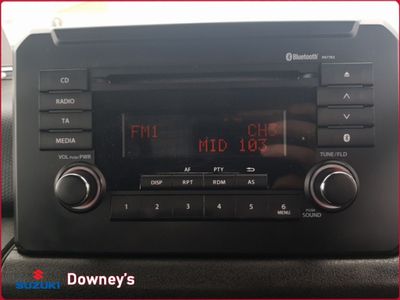 Bluetooth
CD
RADIO
TA
MEDIA
FM1 CH5
MID 103
VOL PUSH PWR
TUNE/FLD
AF PTY
DISP RPT RDM AS
1 2 3 4 5 6
MENU
PUSH
SOUND
SUZUKI
Downey's